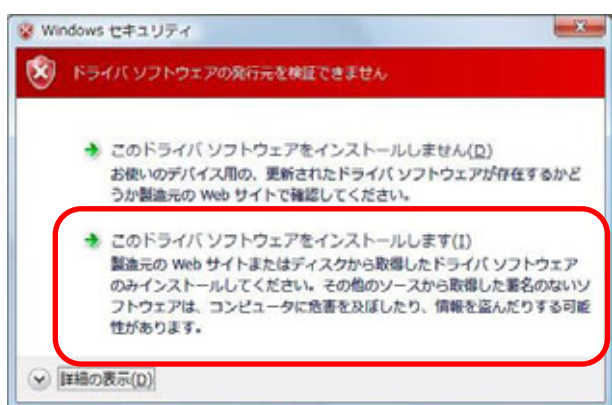 Windows セキュリティ
ドライバ ソフトウェアの発行元を検証できません
このドライバ ソフトウェアをインストールしません(D)
お使いのデバイス用の、更新されたドライバ ソフトウェアが存在するかど
うか製造元の Web サイトで確認してください。
このドライバ ソフトウェアをインストールします(I)
製造元の Web サイトまたはディスクから取得したドライバ ソフトウェア
のみインストールしてください。その他のソースから取得した署名のないソ
フトウェアは、コンピュータに危害を及ぼしたり、情報を盗んだりする可能
性があります。
詳細の表示(D)